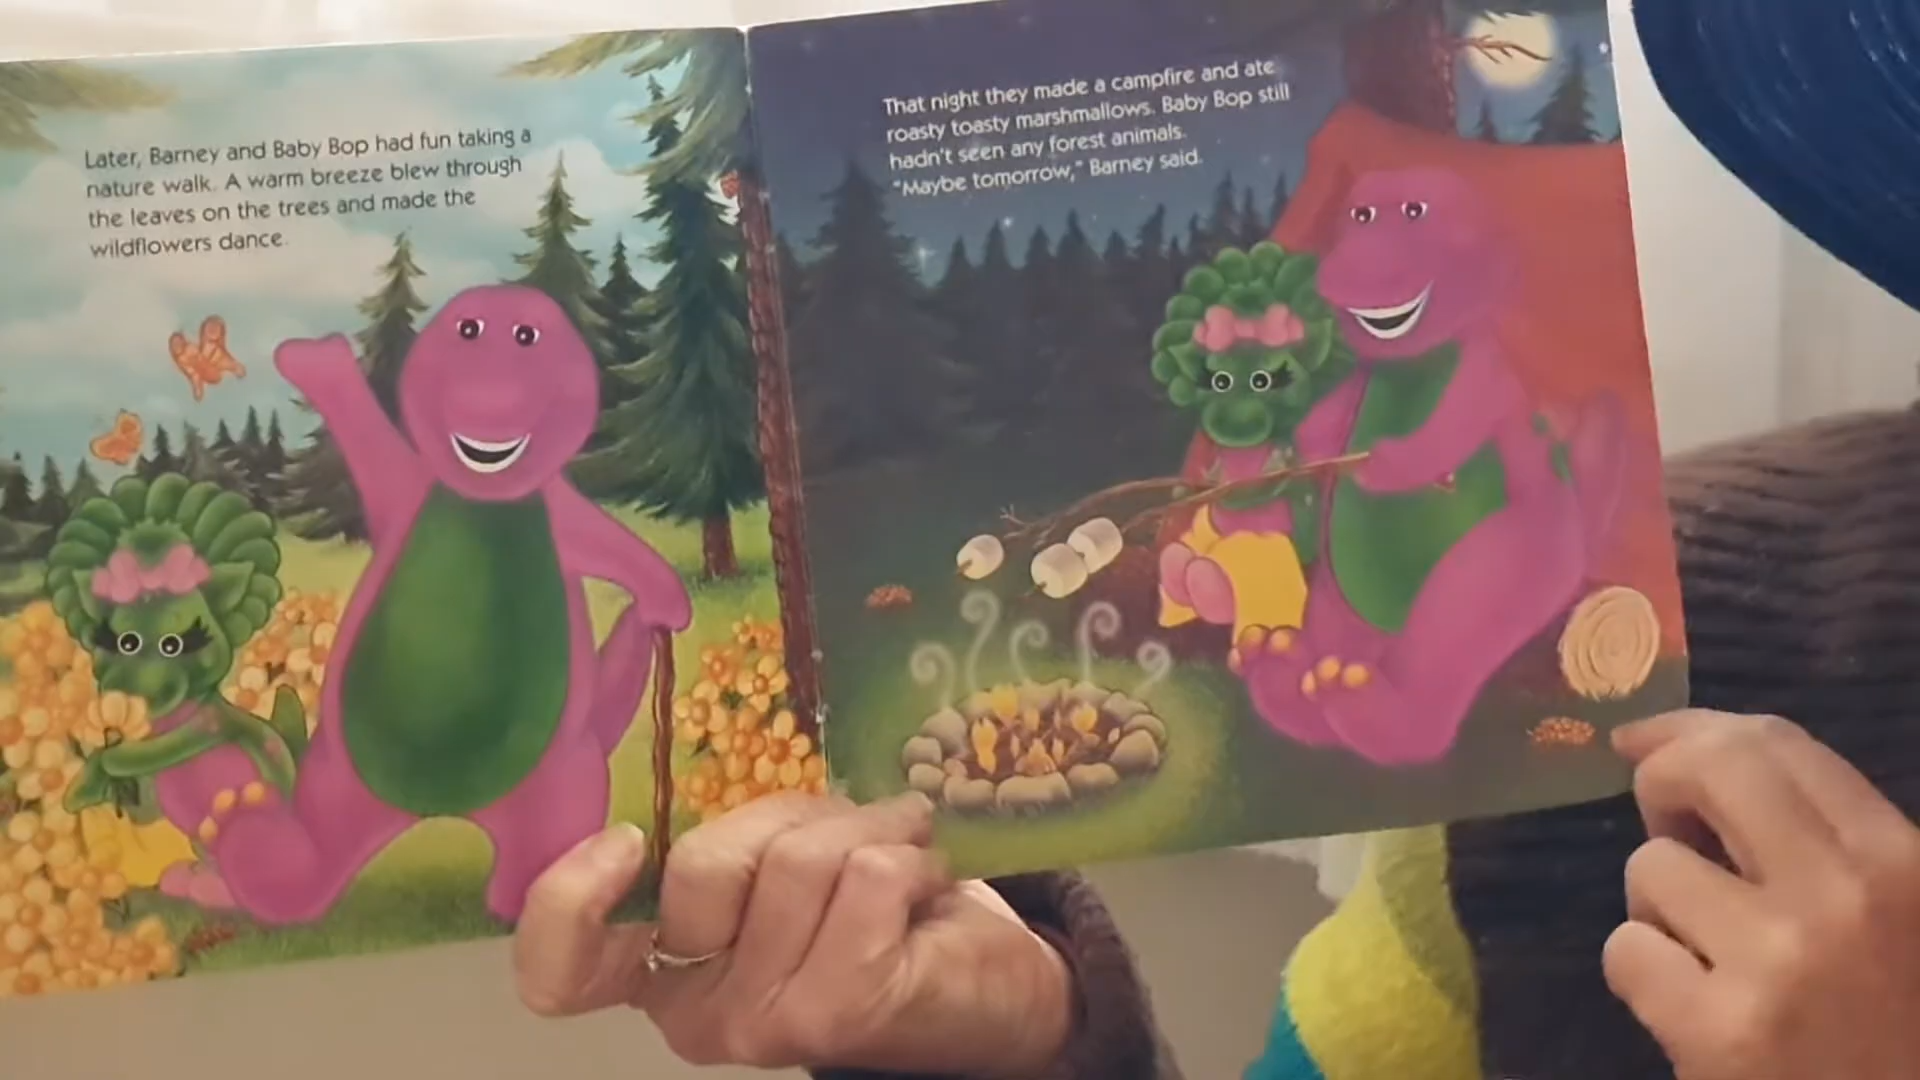 Later, Barney and Baby Bop had fun taking a
nature walk. A warm breeze blew through
the leaves on the trees and made the
wildflowers dance.
That night they made a campfire and ate
roasty toasty marshmallows. Baby Bop still
hadn't seen any forest animals.
"Maybe tomorrow," Barney said.